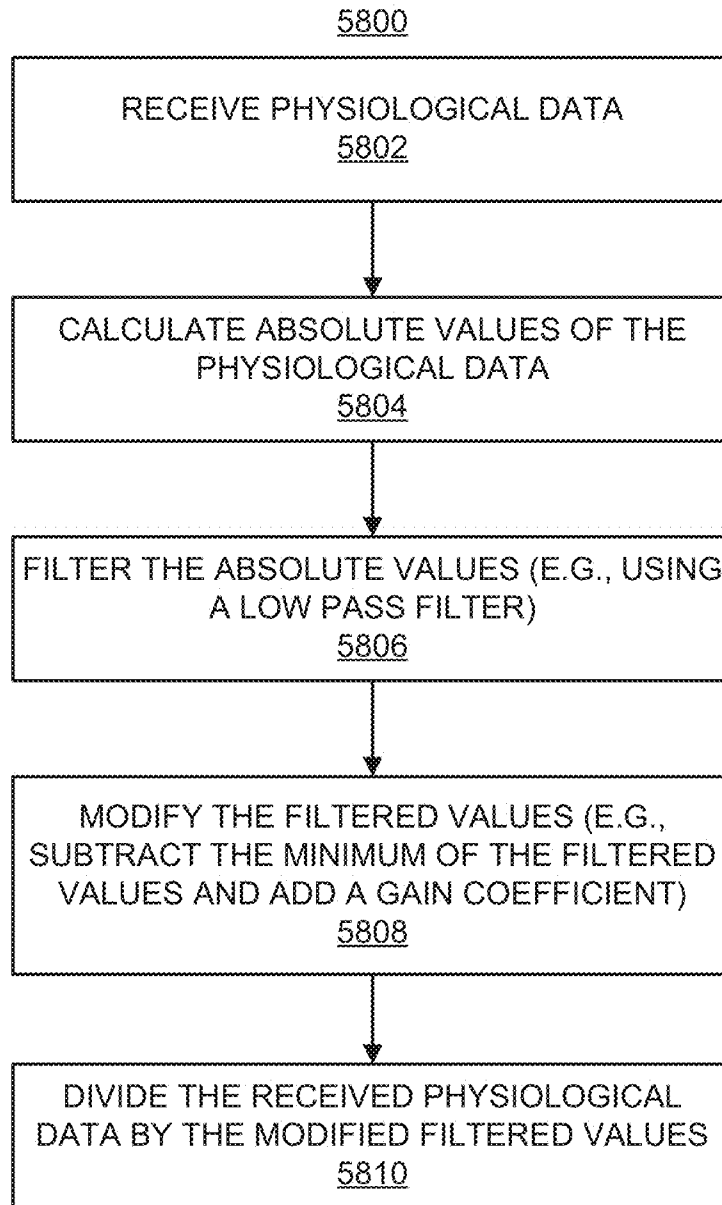 5800
RECEIVE PHYSIOLOGICAL DATA
5802
CALCULATE ABSOLUTE VALUES OF THE
PHYSIOLOGICAL DATA
5804
FILTER THE ABSOLUTE VALUES (E.G., USING
A LOW PASS FILTER)
5806
MODIFY THE FILTERED VALUES (E.G.,
SUBTRACT THE MINIMUM OF THE FILTERED
VALUES AND ADD A GAIN COEFFICIENT)
5808
DIVIDE THE RECEIVED PHYSIOLOGICAL
DATA BY THE MODIFIED FILTERED VALUES
5810